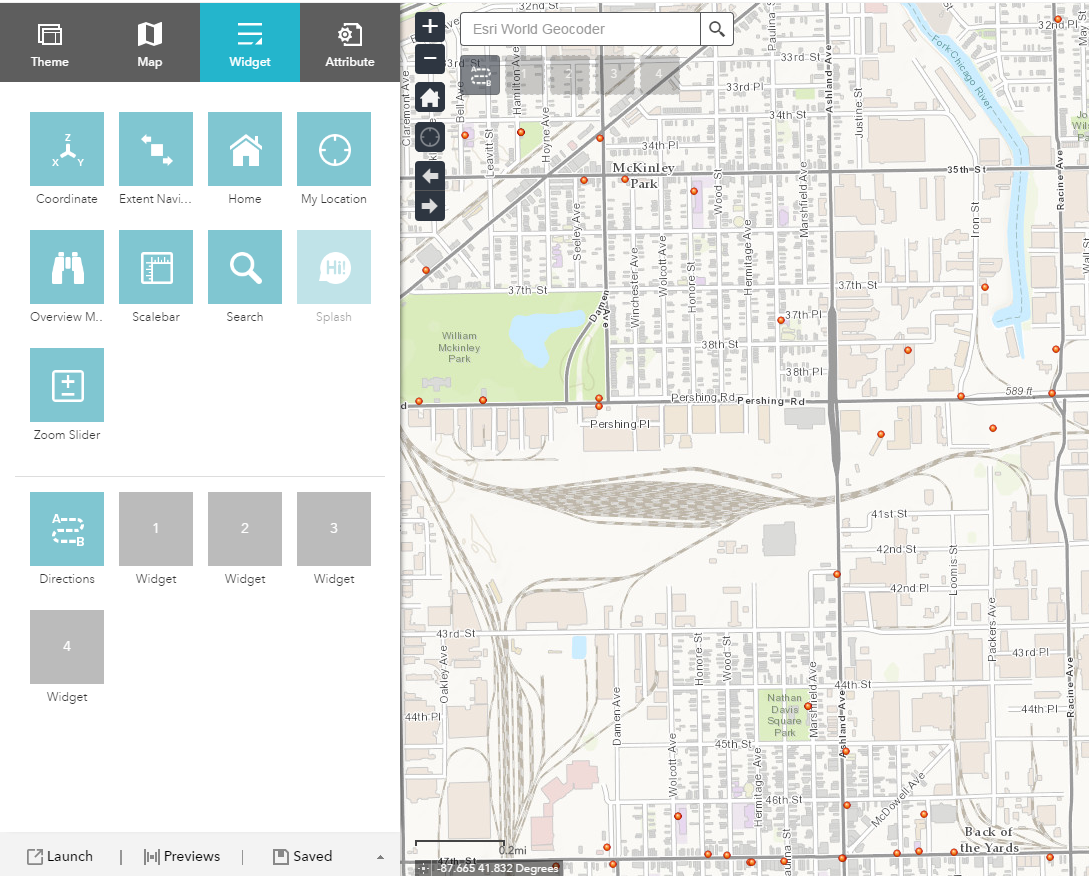 Theme
Map
Widget
Attribute
Z
X Y
Coordinate
Extent Navi...
Home
My Location
Overview M..
Scalebar
Search
Hi!
Splash
Zoom Slider
A
B
Directions
1
Widget
2
Widget
3
Widget
4
Widget
Launch
Previews
Saved
+
−
Esri World Geocoder
A
B
2
3
4
32nd St
32nd St
33rd St
33rd Pl
34th St
34th Pl
35th St
Paulina
Ashland Ave
Justine St
Fork Chicago River
May St
Racine Ave
Iron St
Wall St
Claremont Ave
Bell Ave
Hamilton Ave
Leavitt St
Hoyne Ave
McKinley
Park
Wood St
Marshfield Ave
Seeley Ave
Winchester Ave
Wolcott Ave
Honore St
Hermitage Ave
37th St
37th St
37th Pl
38th St
38th Pl
Damen Ave
William
Mckinley
Park
589 ft
Pershing Rd
Pershing Rd
d
Pershing Pl
41st St
42nd St
42nd Pl
Loomis St
Packers Ave
43rd St
43rd Pl
Oakley Ave
Honore St
Wood St
Marshfield Ave
Ashland Ave
Racine Ave
44th St
44th Pl
44th Pl
Nathan
Davis
Square
Park
Damen Ave
45th St
Wolcott Ave
Hermitage Ave
46th St
McDowell Ave
Back of
the Yards
47th St
0.2mi
-87.665 41.832 Degrees